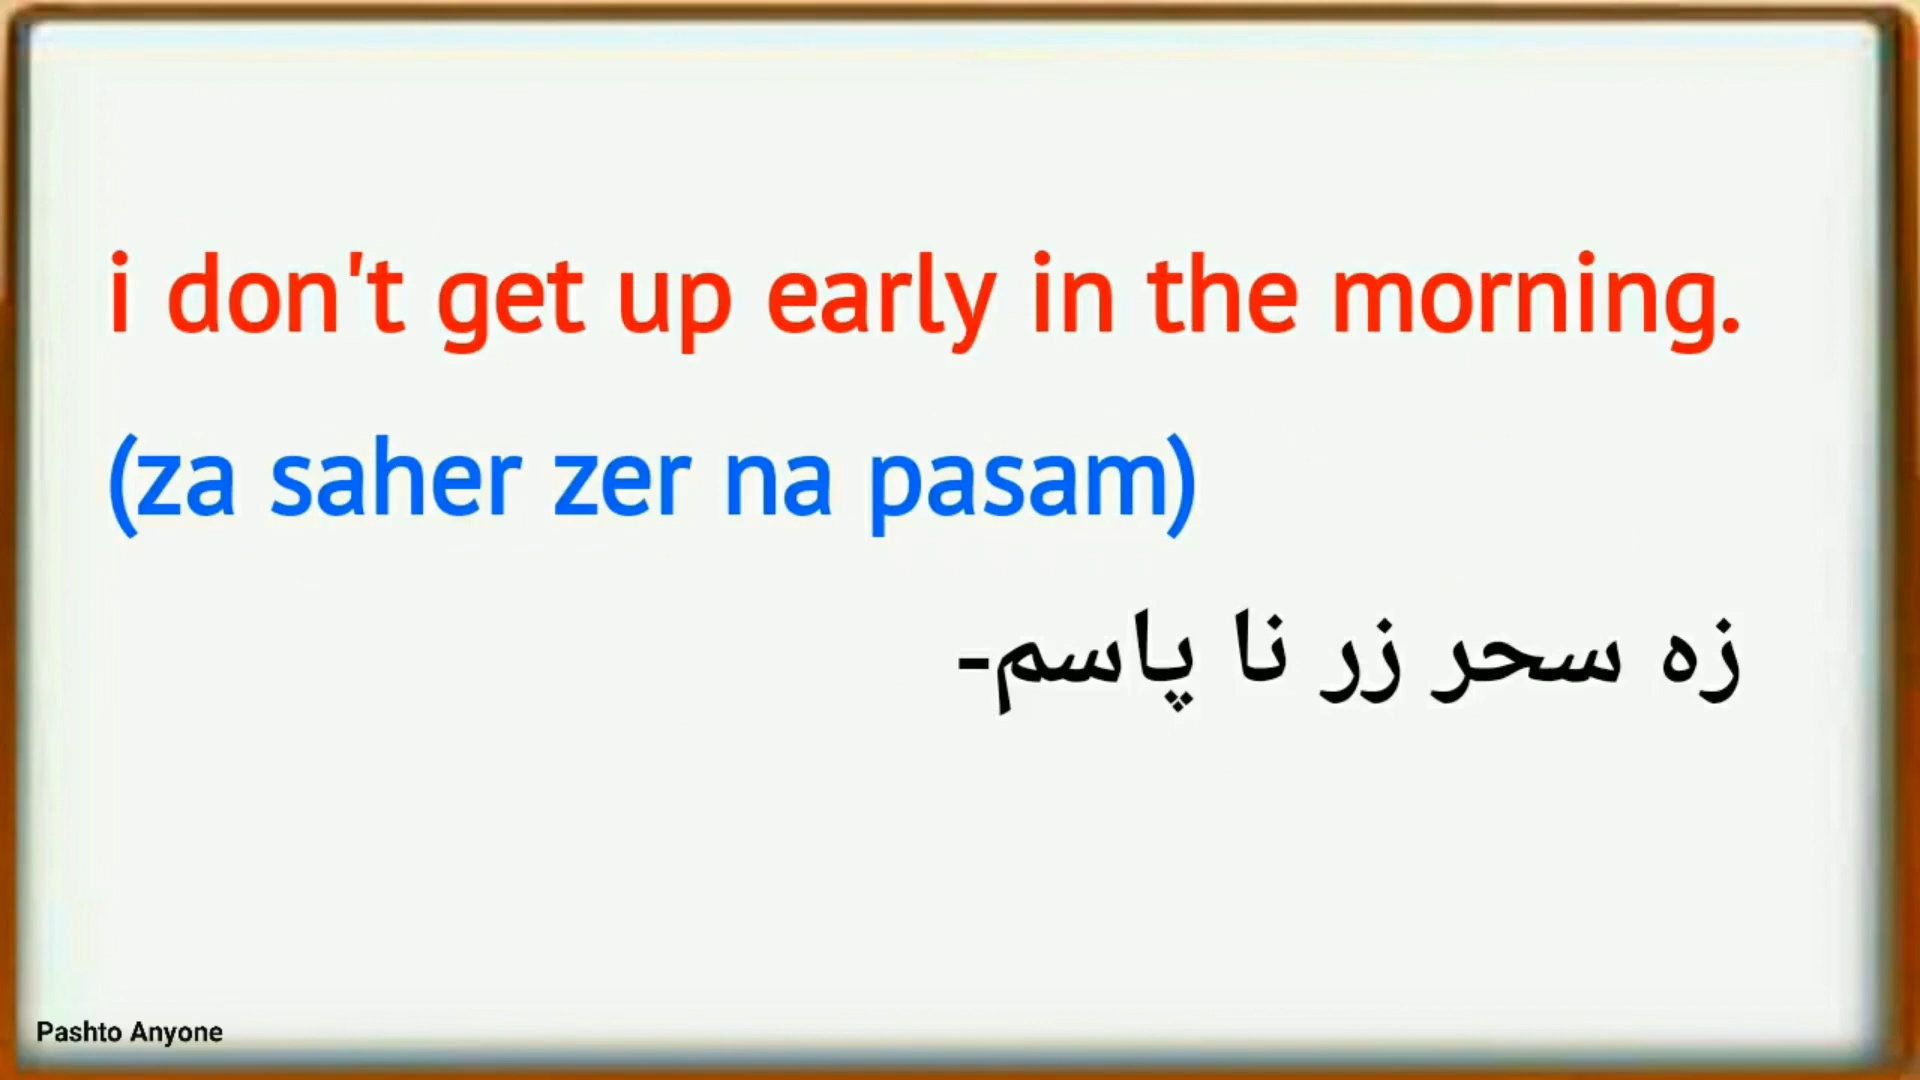 i don't get up early in the morning.
(za saher zer na pasam)
زه سحر زر نا پاسم-
Pashto Anyone